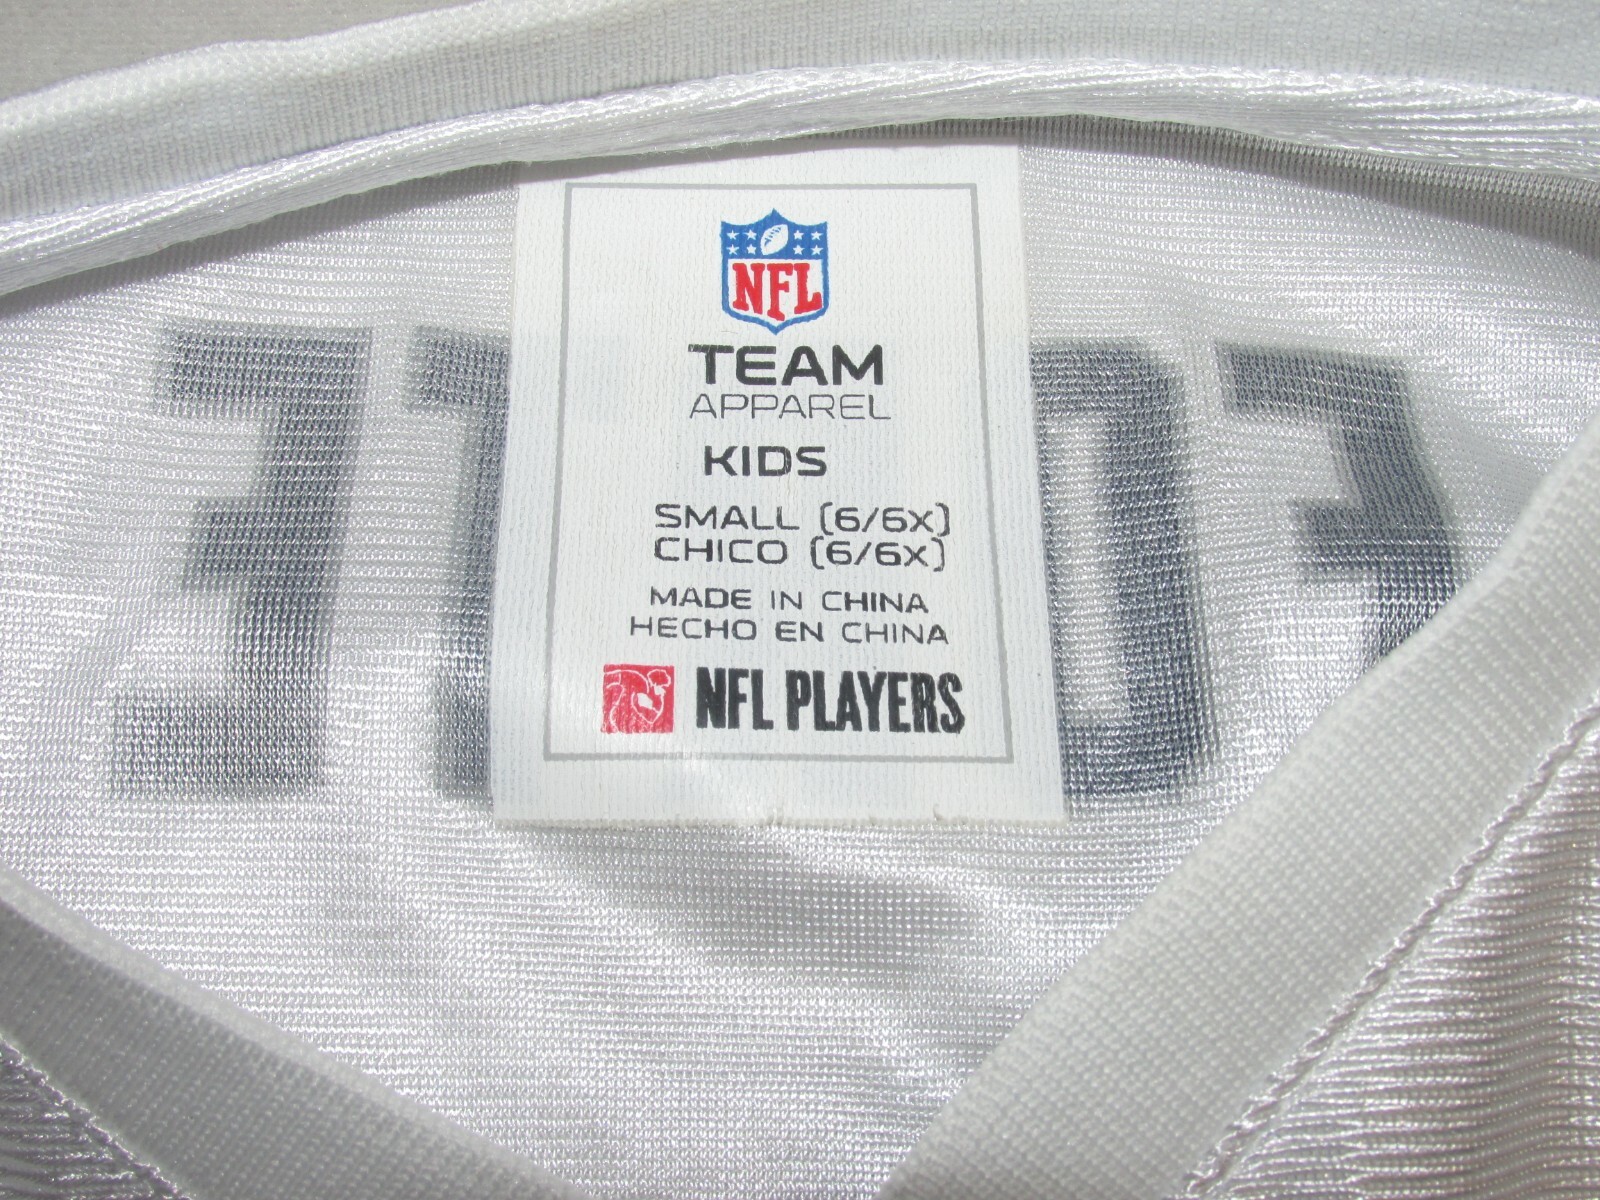 NFL
TEAM
APPAREL
KIDS
SMALL (6/6X)
CHICO (6/6X)
MADE IN CHINA
HECHO EN CHINA
NFL PLAYERS